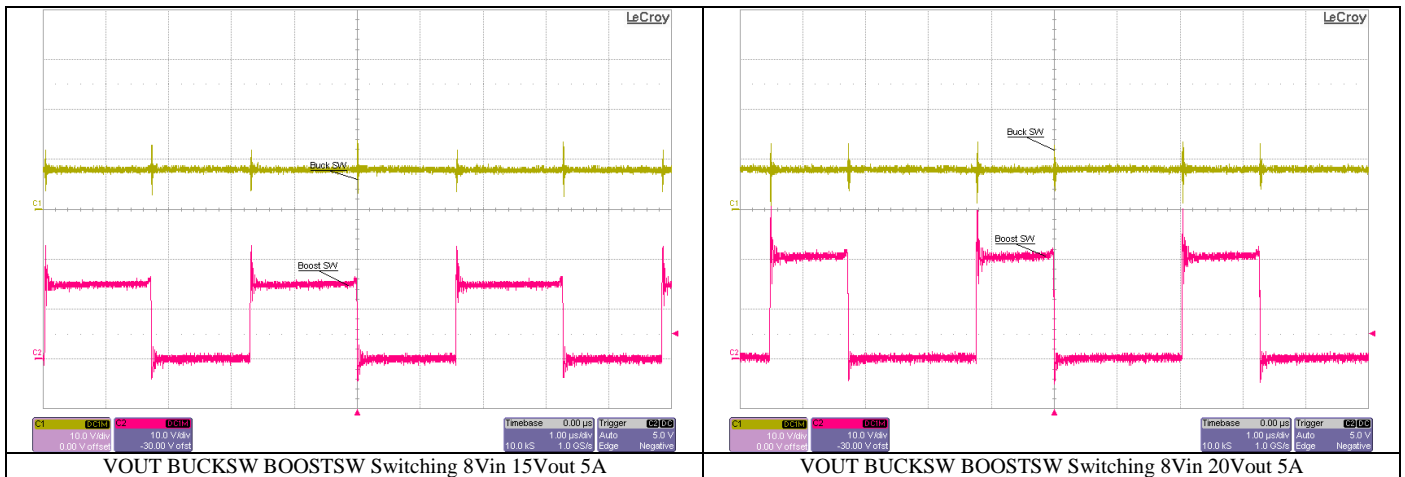 LeCroy
Buck SW
C1
Boost SW
C2
C1 DC1M
10.0 V/div
0.00 V offset
C2 DC1M
10.0 V/div
-30.00 V ofst
Timebase 0.00 µs
1.00 µs/div
10.0 kS 1.0 GS/s
Trigger C2 DC
Auto 5.0 V
Edge Negative
VOUT BUCKSW BOOSTSW Switching 8Vin 15Vout 5A
LeCroy
Buck SW
C1
Boost SW
C2
C1 DC1M
10.0 V/div
0.00 V offset
C2 DC1M
10.0 V/div
-30.00 V ofst
Timebase 0.00 µs
1.00 µs/div
10.0 kS 1.0 GS/s
Trigger C2 DC
Auto 5.0 V
Edge Negative
VOUT BUCKSW BOOSTSW Switching 8Vin 20Vout 5A